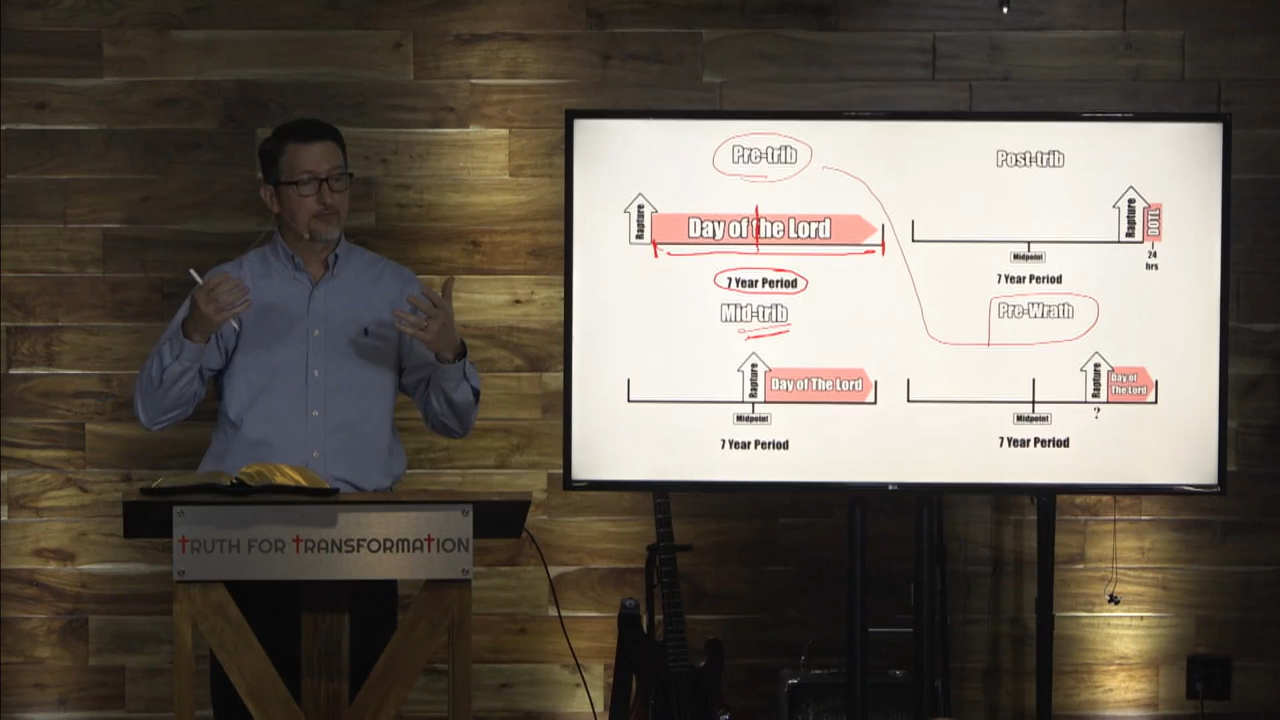 Pre-trib
Rapture
Day of the Lord
7 Year Period
Mid-trib
Rapture
Day of The Lord
Midpoint
7 Year Period
Post-trib
Rapture
DOTL
Midpoint
24
hrs
7 Year Period
Pre-Wrath
Rapture
Day of
The Lord
Midpoint
?
7 Year Period
LG
TRUTH FOR TRANSFORMATION